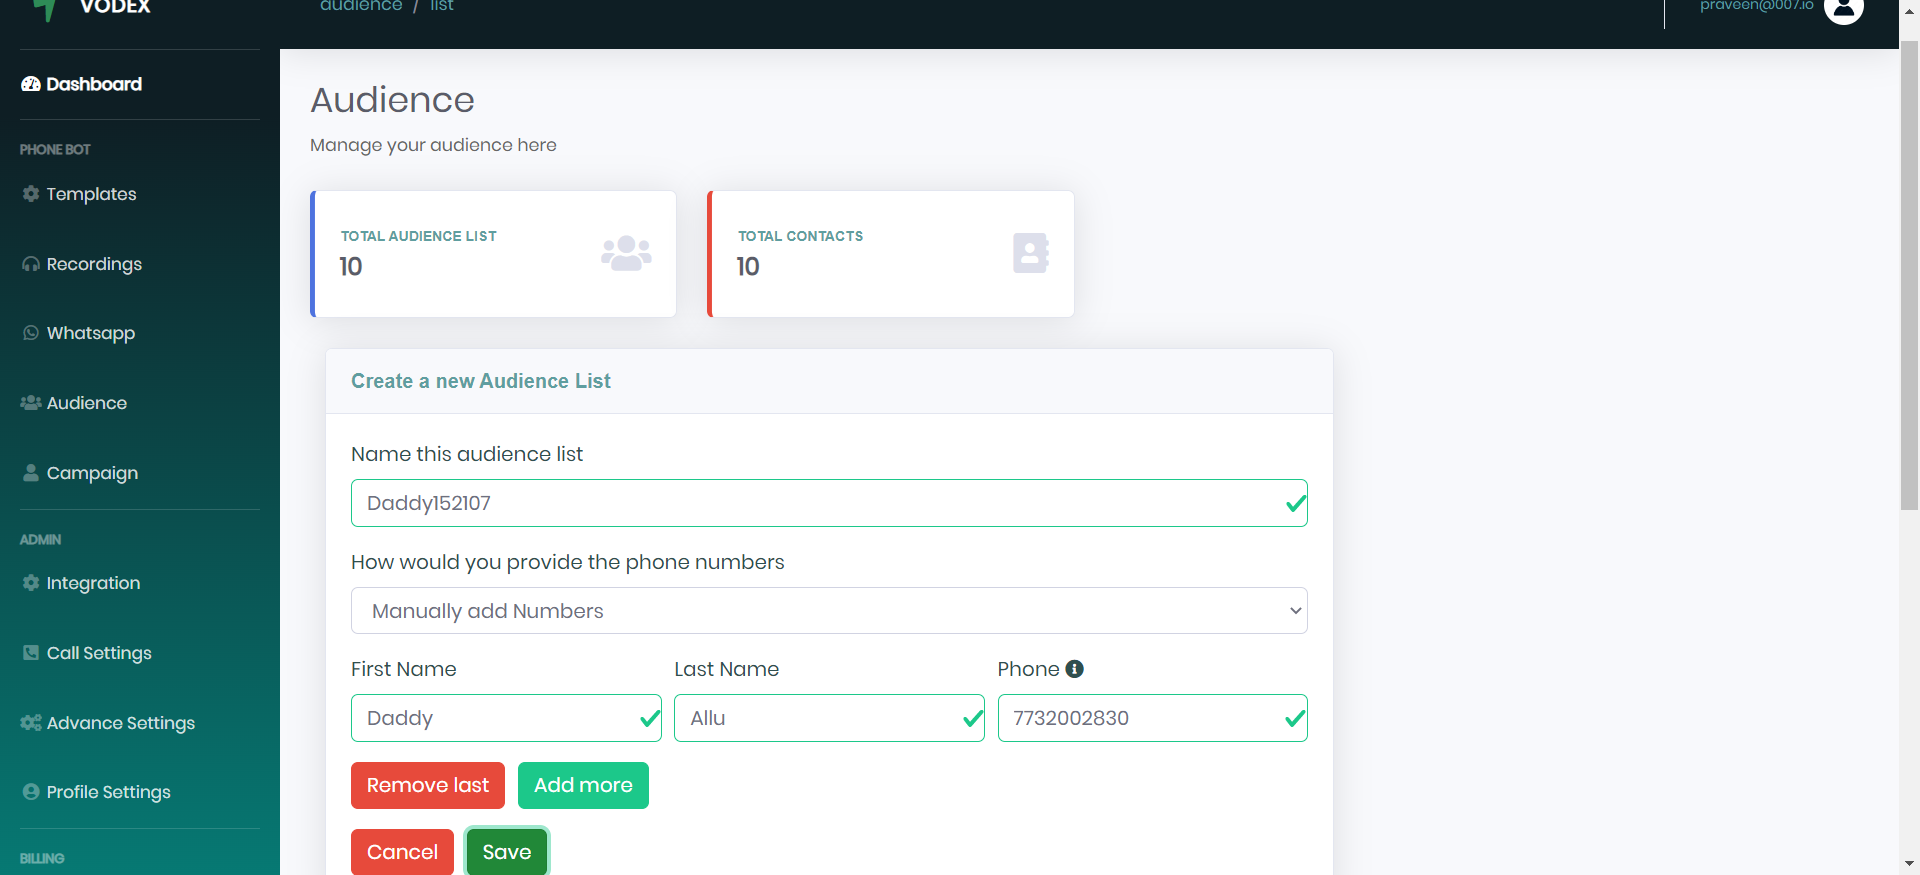 VODEX
audience / list
praveen@007.io
Dashboard
PHONE BOT
Templates
Recordings
Whatsapp
Audience
Campaign
ADMIN
Integration
Call Settings
Advance Settings
Profile Settings
BILLING
Audience
Manage your audience here
TOTAL AUDIENCE LIST
10
TOTAL CONTACTS
10
Create a new Audience List
Name this audience list
Daddy152107
How would you provide the phone numbers
Manually add Numbers
First Name Last Name Phone
Daddy Allu 7732002830
Remove last Add more
Cancel Save